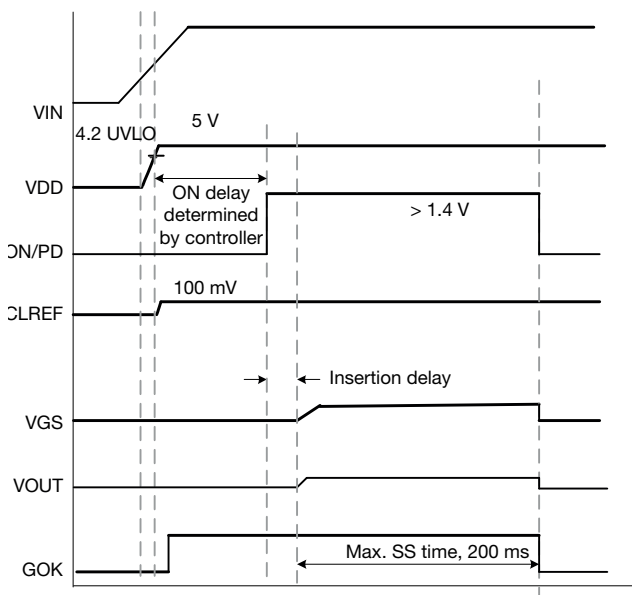 VIN
4.2 UVLO
5 V
VDD
ON delay
determined
by controller
> 1.4 V
ON/PD
100 mV
CLREF
Insertion delay
VGS
VOUT
Max. SS time, 200 ms
GOK